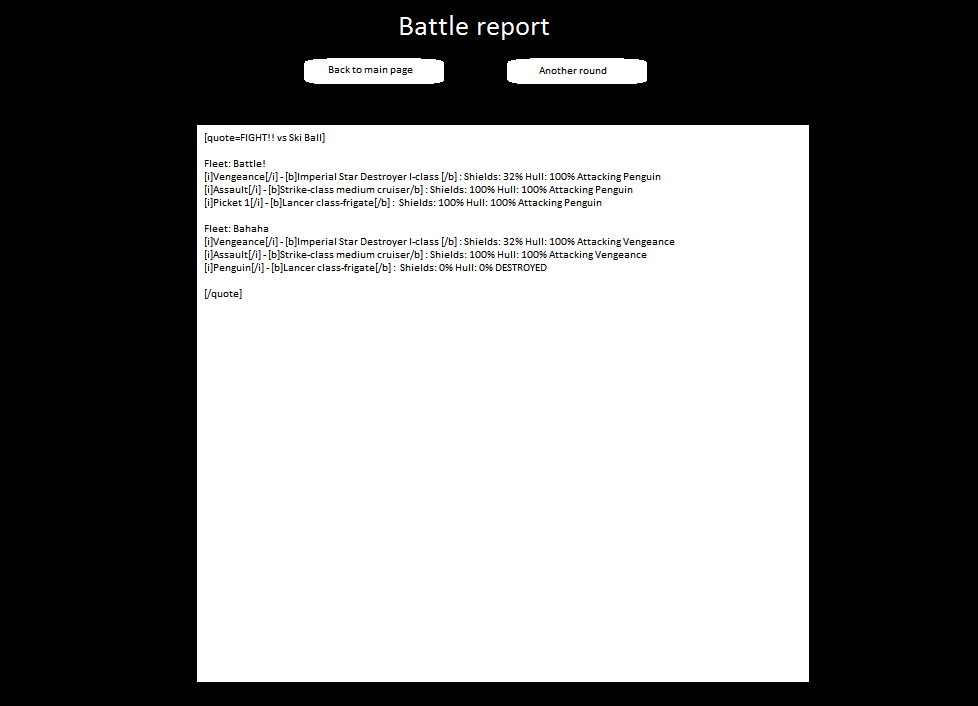 Battle report
Back to main page
Another round
[quote=FIGHT!! vs Ski Ball]
Fleet: Battle!
[i]Vengeance[/i] - [b]Imperial Star Destroyer I-class [/b] : Shields: 32% Hull: 100% Attacking Penguin
[i]Assault[/i] - [b]Strike-class medium cruiser/b] : Shields: 100% Hull: 100% Attacking Penguin
[i]Picket 1[/i] - [b]Lancer class-frigate[/b] :  Shields: 100% Hull: 100% Attacking Penguin
Fleet: Bahaha
[i]Vengeance[/i] - [b]Imperial Star Destroyer I-class [/b] : Shields: 32% Hull: 100% Attacking Vengeance
[i]Assault[/i] - [b]Strike-class medium cruiser/b] : Shields: 100% Hull: 100% Attacking Vengeance
[i]Penguin[/i] - [b]Lancer class-frigate[/b] :  Shields: 0% Hull: 0% DESTROYED
[/quote]